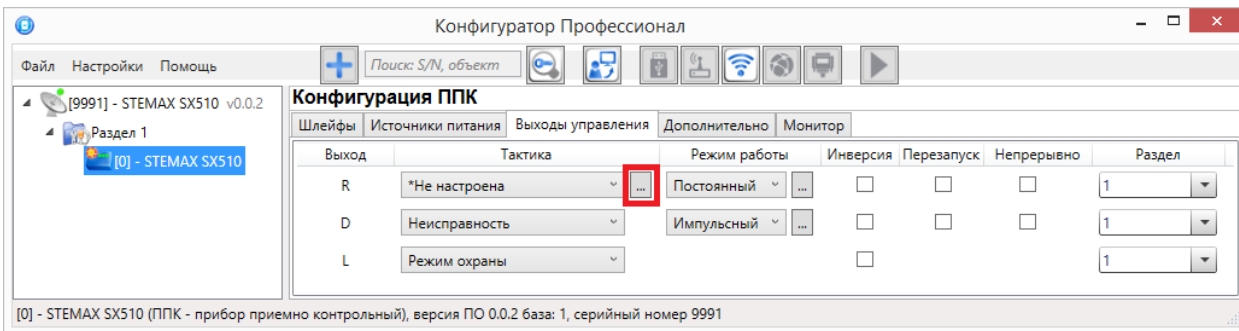 Конфигуратор Профессионал
Файл Настройки Помощь
Поиск: S/N, объект
[9991] - STEMAX SX510 v0.0.2
Раздел 1
[0] - STEMAX SX510
Конфигурация ППК
Шлейфы Источники питания Выходы управления Дополнительно Монитор
Выход Тактика Режим работы Инверсия Перезапуск Непрерывно Раздел
R *Не настроена ... Постоянный ... 1
D Неисправность Импульсный ... 1
L Режим охраны 1
[0] - STEMAX SX510 (ППК - прибор приемно контрольный), версия ПО 0.0.2 база: 1, серийный номер 9991